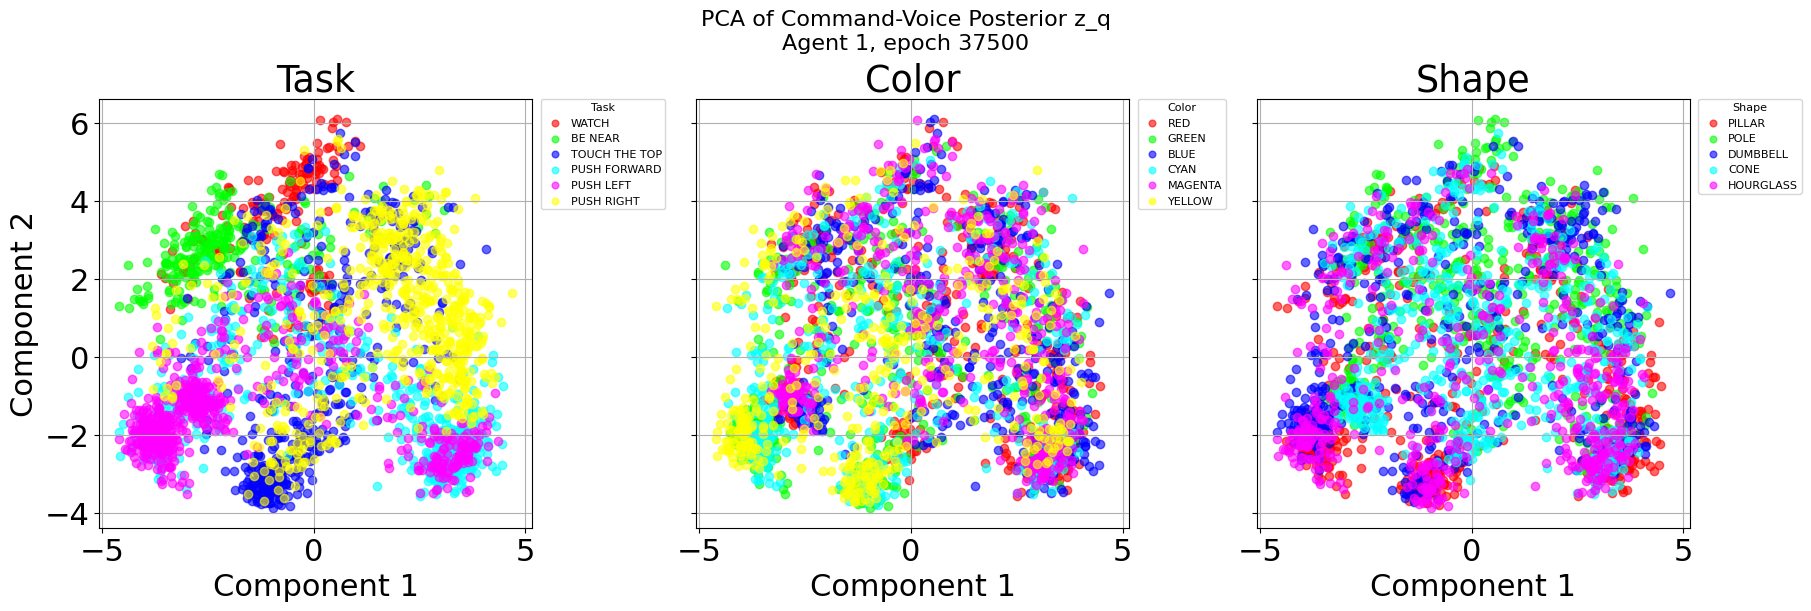 PCA of Command-Voice Posterior z_q
Agent 1, epoch 37500
Task
Component 2
6
4
2
0
−2
−4
−5
0
5
Component 1
Task
WATCH
BE NEAR
TOUCH THE TOP
PUSH FORWARD
PUSH LEFT
PUSH RIGHT
Color
−5
0
5
Component 1
Color
RED
GREEN
BLUE
CYAN
MAGENTA
YELLOW
Shape
−5
0
5
Component 1
Shape
PILLAR
POLE
DUMBBELL
CONE
HOURGLASS